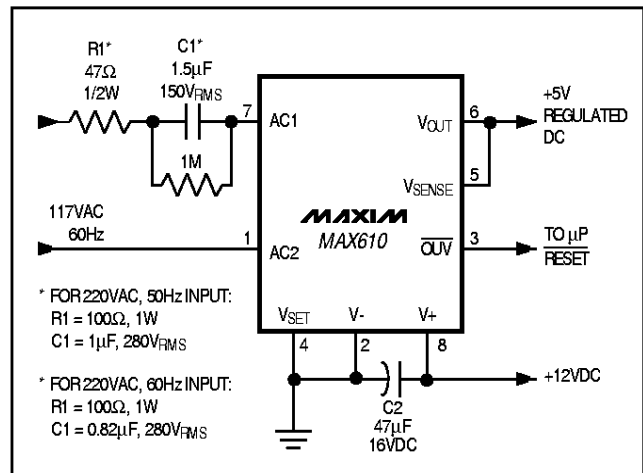 R1*
47Ω
1/2W
C1*
1.5µF
150VRMS
1M
117VAC
60Hz
7
AC1
1
AC2
VOUT
6
VSENSE
5
OUV
3
MAXIM
MAX610
VSET
4
V-
2
V+
8
+5V
REGULATED
DC
TO µP
RESET
+12VDC
C2
47µF
16VDC
* FOR 220VAC, 50Hz INPUT:
R1 = 100Ω, 1W
C1 = 1µF, 280VRMS
* FOR 220VAC, 60Hz INPUT:
R1 = 100Ω, 1W
C1 = 0.82µF, 280VRMS